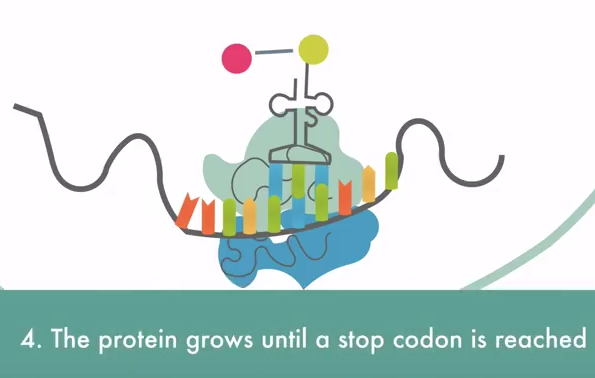 4. The protein grows until a stop codon is reached